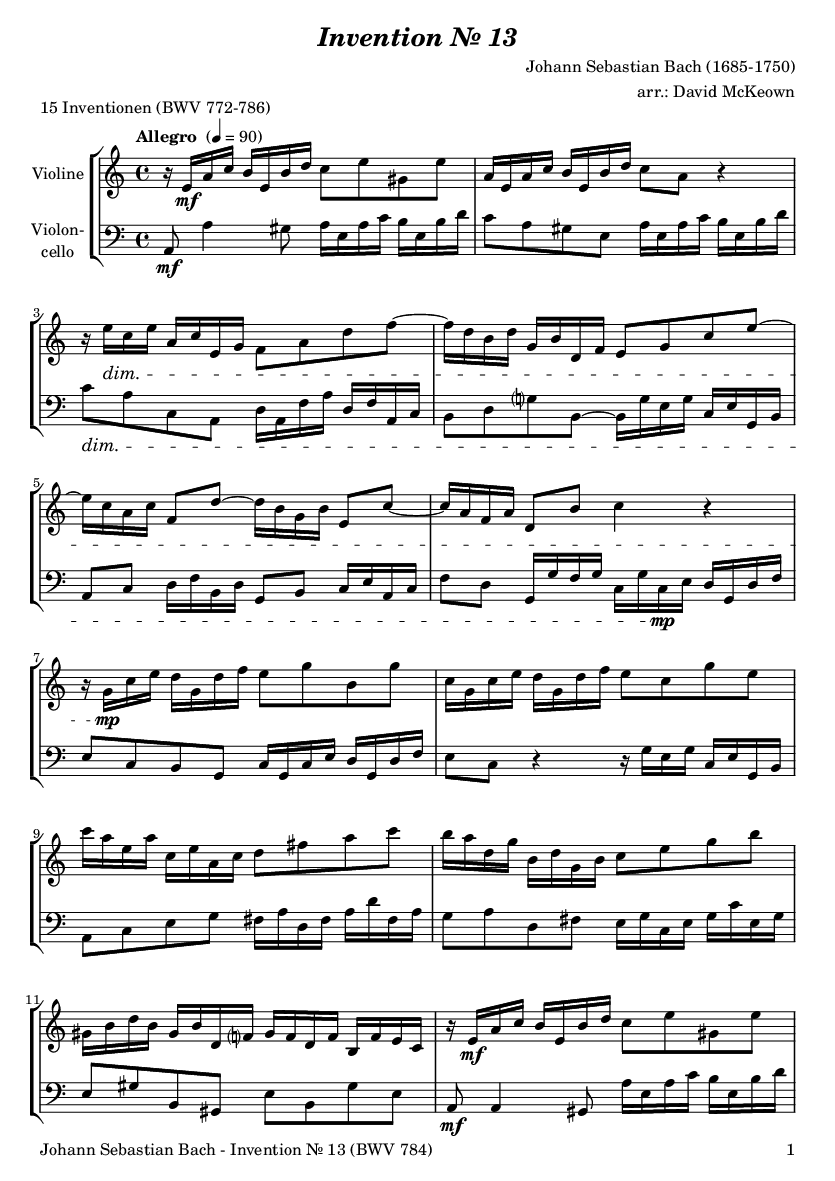 Invention № 13
Johann Sebastian Bach (1685-1750)
arr.: David McKeown
15 Inventionen (BWV 772-786)
Allegro (♩ = 90)
Violine
mf
Violon-
cello
mf
3
dim.
dim.
5
mp
7
mp
9
11
mf
mf
Johann Sebastian Bach - Invention № 13 (BWV 784) 1